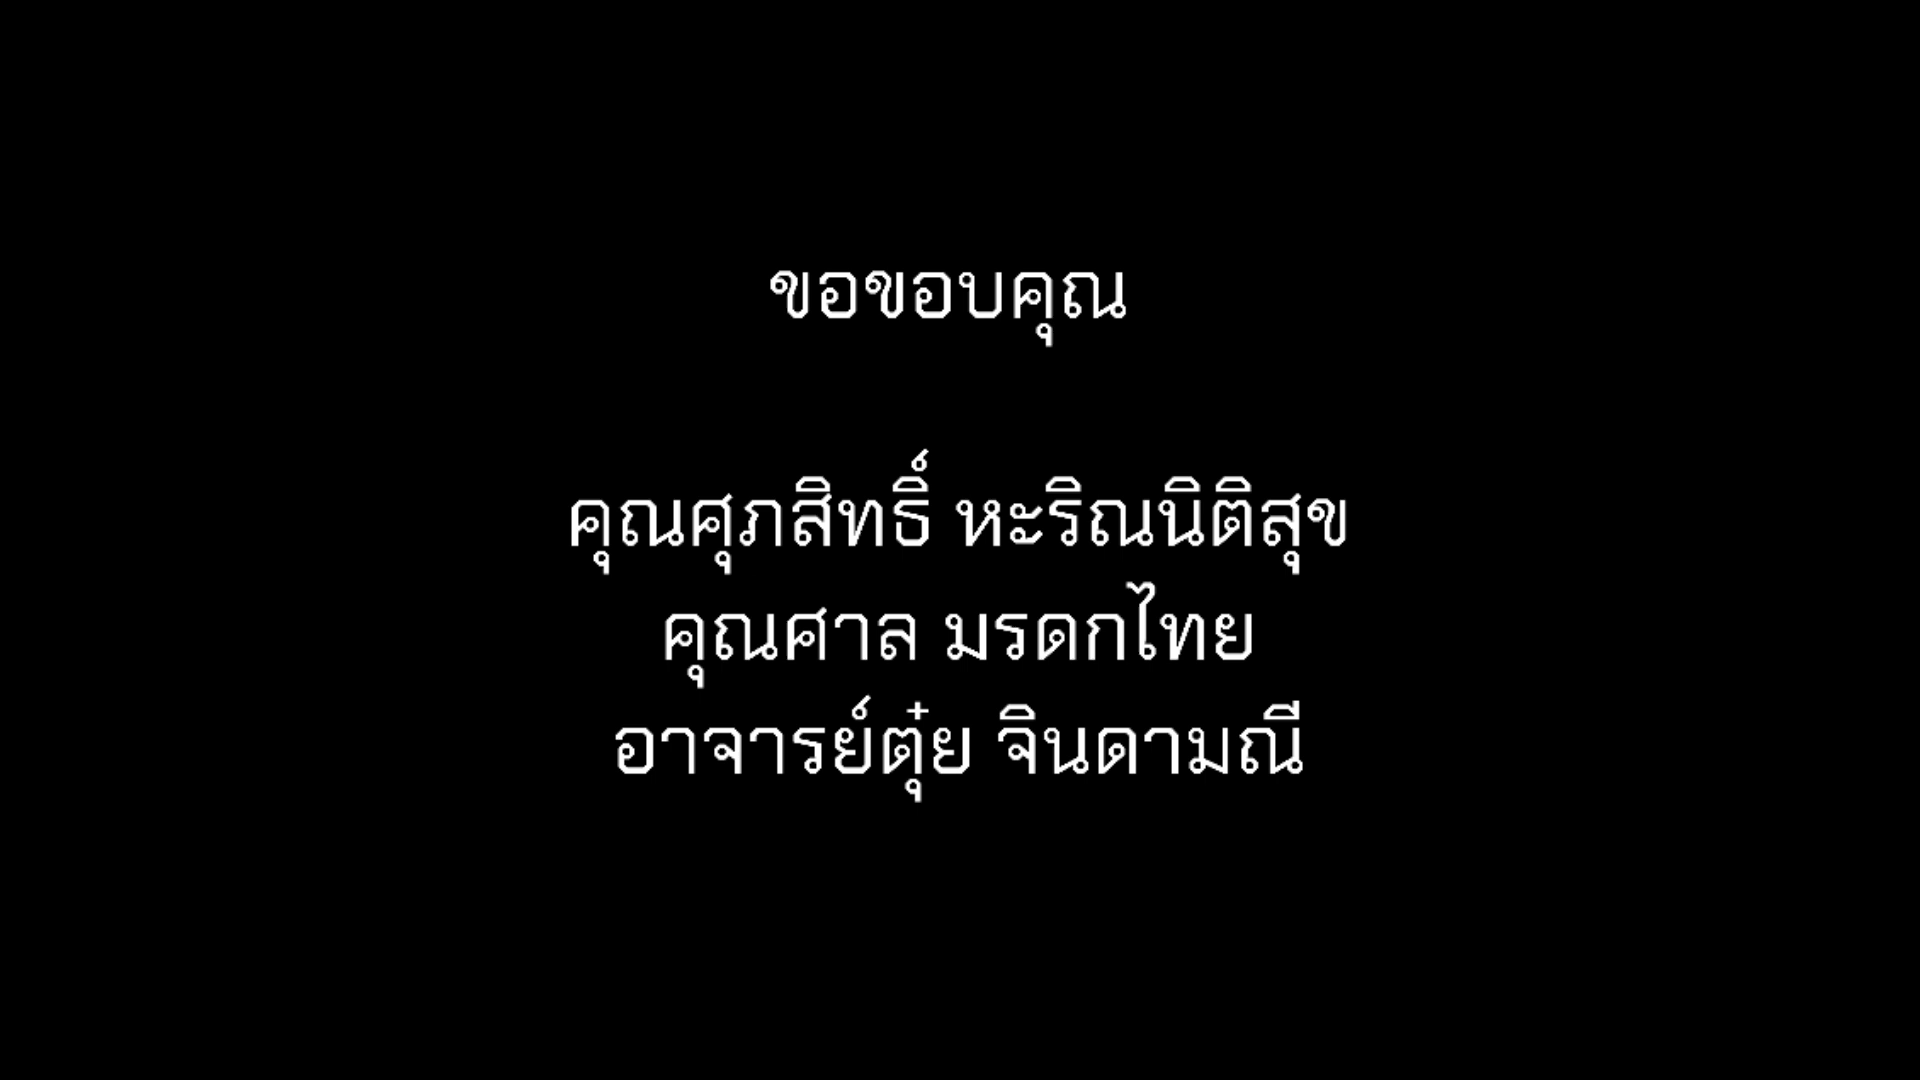 ขอขอบคุณ
คุณศุภสิทธิ์ หะริณนิติสุข
คุณศาล มรดกไทย
อาจารย์ตุ๋ย จินดามณี